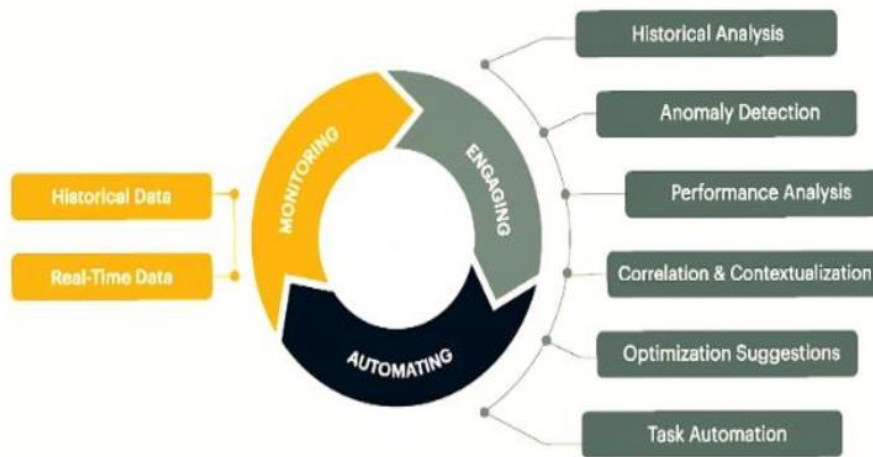 Historical Analysis
Anomaly Detection
MONITORING
ENGAGING
Historical Data
Performance Analysis
Real-Time Data
Correlation & Contextualization
AUTOMATING
Optimization Suggestions
Task Automation